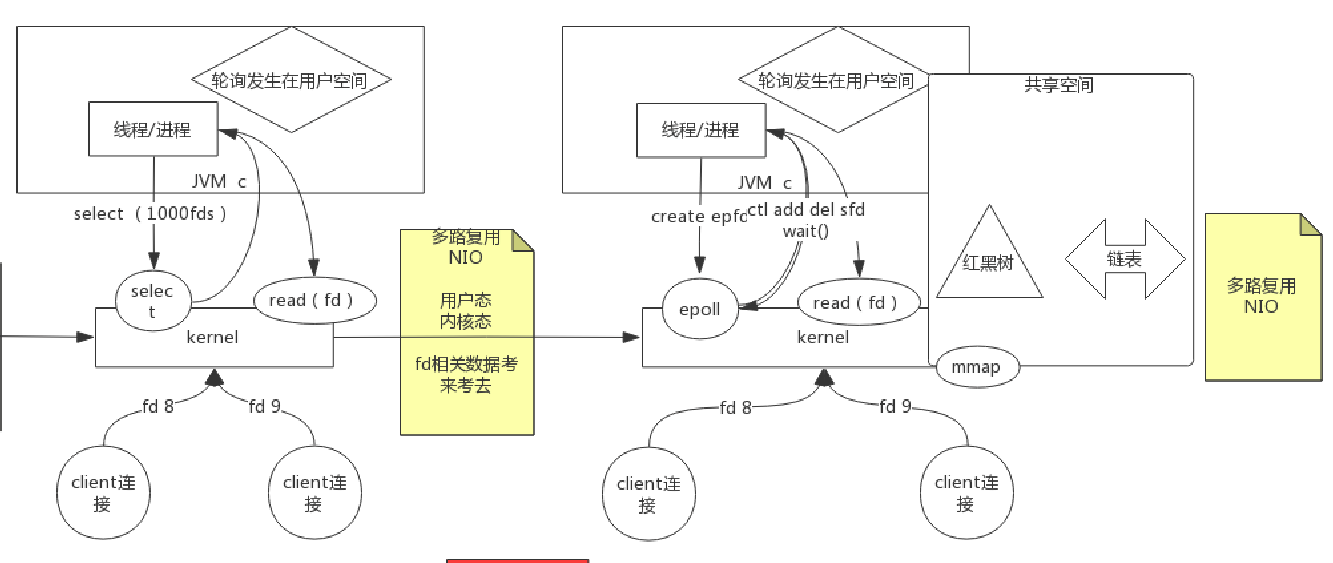 轮询发生在用户空间
线程/进程
JVM c
select （1000fds）
selec
t
read（fd）
kernel
fd 8
fd 9
client连
接
client连
接
多路复用
NIO
用户态
内核态
fd相关数据考
来考去
轮询发生在用户空间
线程/进程
JVM c
create epfd
ctl add del sfd
wait()
epoll
read（fd）
kernel
fd 8
fd 9
client连
接
client连
接
共享空间
红黑树
链表
mmap
多路复用
NIO